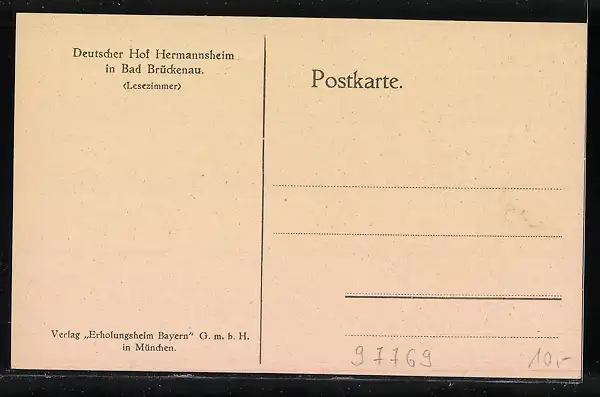 Deutscher Hof Hermannsheim
in Bad Brückenau.
‹Lesezimmer›
Postkarte.
Verlag „Erholungsheim Bayern" G. m. b. H.
in München.
97769
10,-